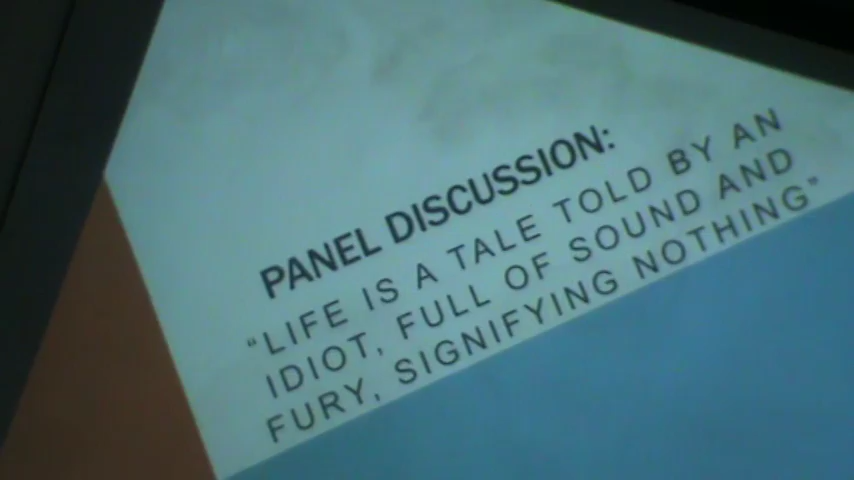 PANEL DISCUSSION:
"LIFE IS A TALE TOLD BY AN
IDIOT, FULL OF SOUND AND
FURY, SIGNIFYING NOTHING"